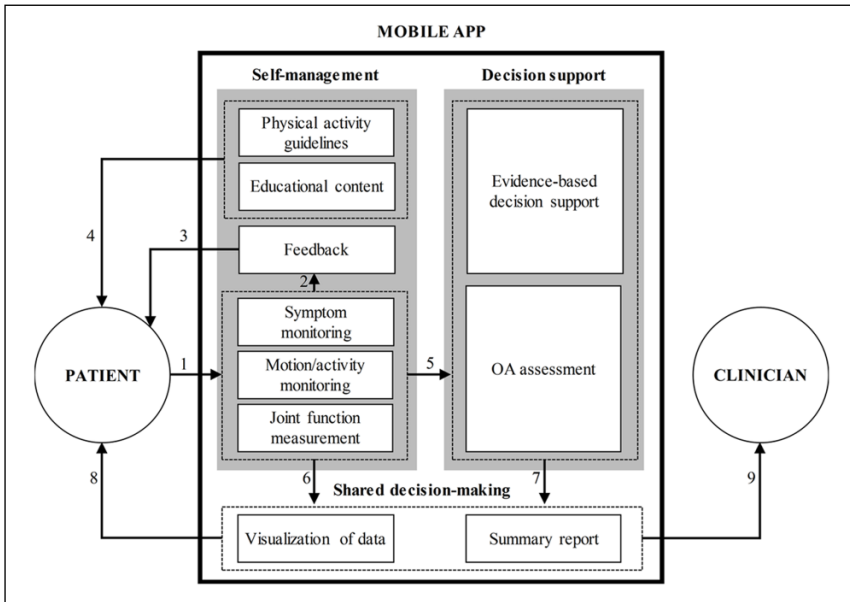 MOBILE APP
Self-management
Decision support
Physical activity
guidelines
Educational content
Evidence-based
decision support
4
3
Feedback
2
Symptom
monitoring
PATIENT
1
Motion/activity
monitoring
5
OA assessment
CLINICIAN
Joint function
measurement
8
6
7
9
Shared decision-making
Visualization of data
Summary report